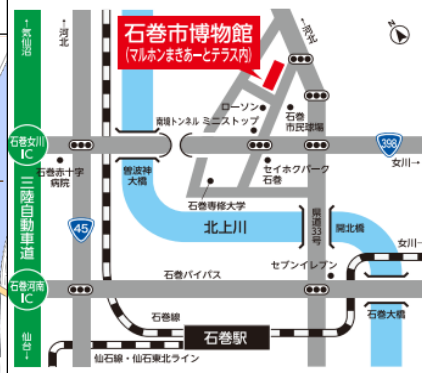 ←気仙沼
←河北
石巻市博物館
(マルホンまきあーとテラス内)
←河北
N
ローソン
南境トンネル
ミニストップ
石巻
市民球場
石巻女川
IC
398
女川→
石巻赤十字
病院
曽波神
大橋
セイホクパーク
石巻
石巻専修大学
三陸自動車道
45
北上川
県道33号
開北橋
女川→
セブンイレブン
石巻河南
IC
石巻バイパス
石巻大橋
石巻線
石巻駅
仙台↓
仙石線・仙石東北ライン